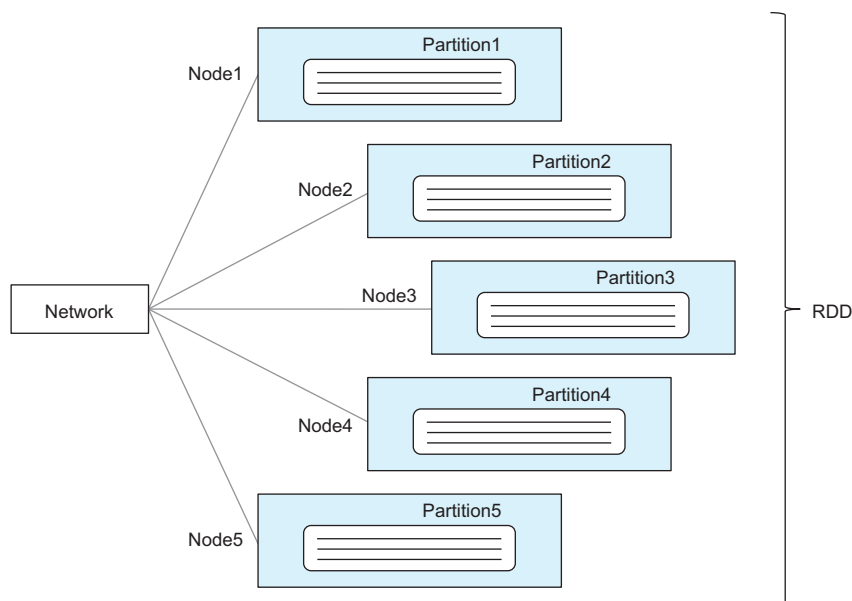 Partition1
Node1
Partition2
Node2
Partition3
Node3
Network
RDD
Partition4
Node4
Partition5
Node5